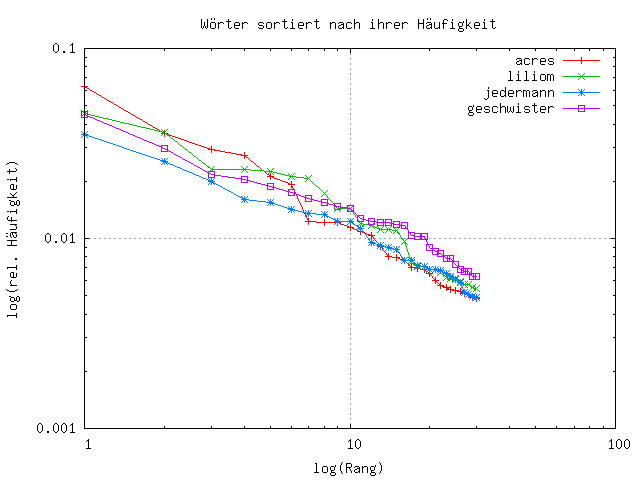 Wörter sortiert nach ihrer Häufigkeit
0.1
acres
liliom
jedermann
geschwister
log(rel. Häufigkeit)
0.01
0.001
1 10 100
log(Rang)